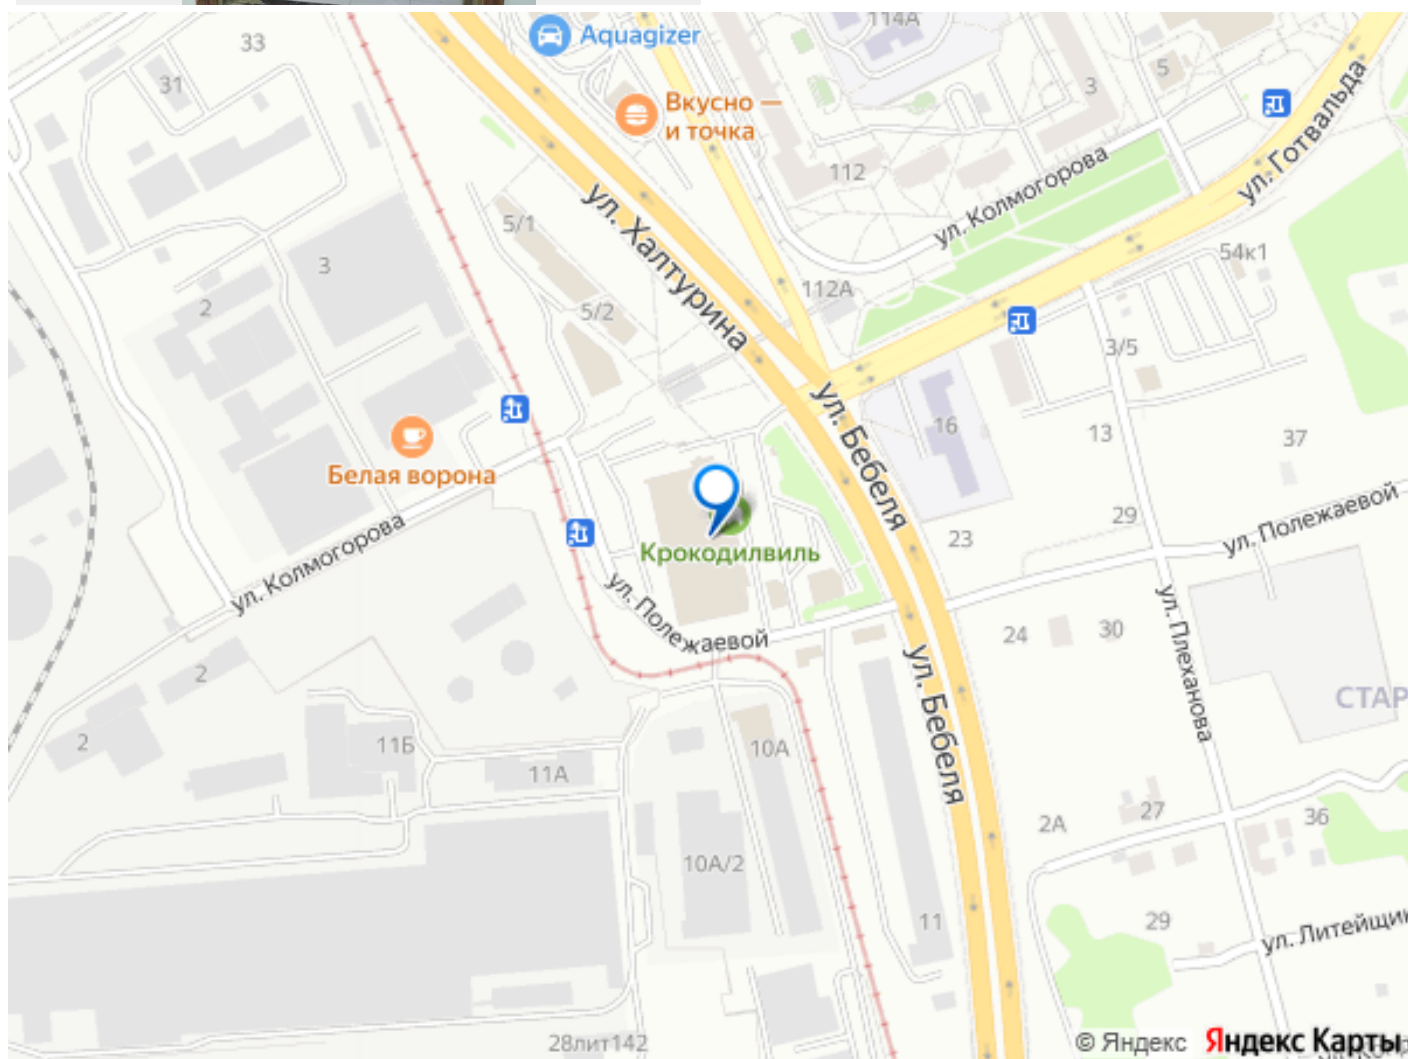 114А
33
Aquagizer
5
31
3
Вкусно —
и точка
ул. Готвальда
112
ул. Колмогорова
5/1
ул. Халтурина
54к1
3
112А
2
5/2
3/5
ул. Бебеля
16
13
37
Белая ворона
ул. Полежаевой
29
23
Крокодилвиль
ул. Колмогорова
ул. Полежаевой
ул. Плеханова
24
30
2
ул. Бебеля
СТАР
2
11Б
10А
11А
27
36
2А
10А/2
29
11
ул. Литейщи
28лит142
© Яндекс
Яндекс Карты